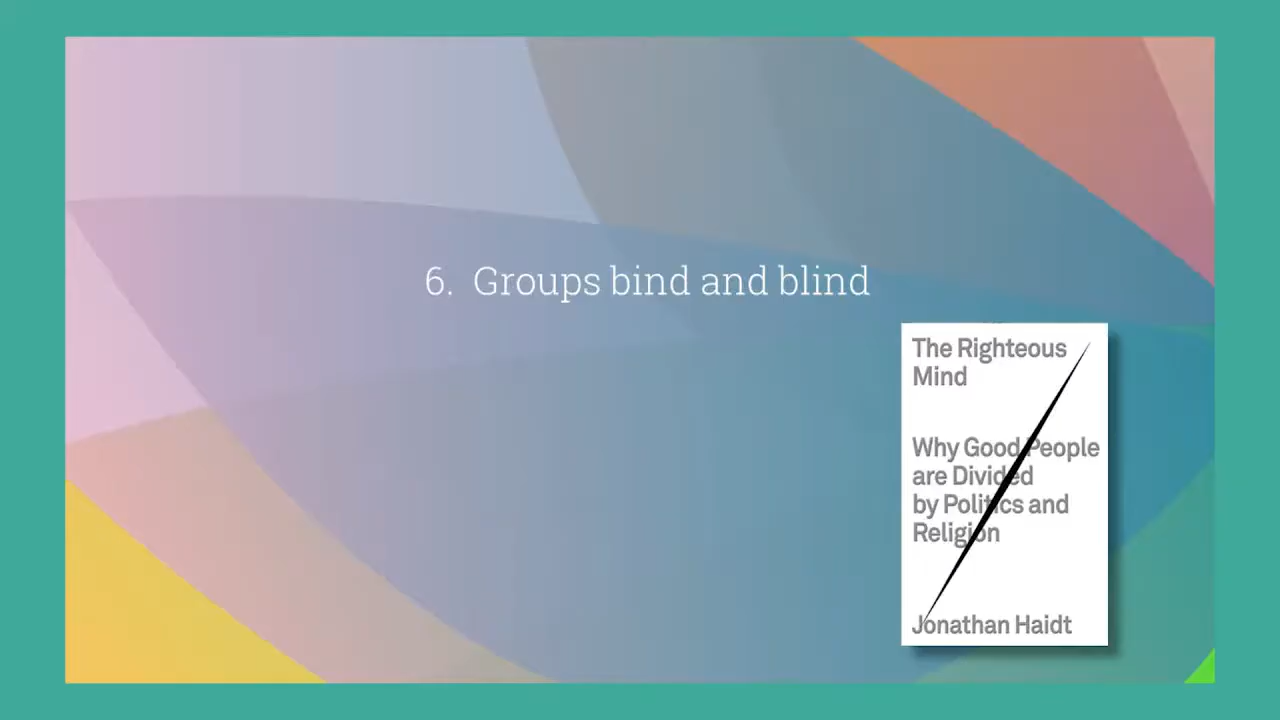 6. Groups bind and blind
The Righteous
Mind
Why Good People
are Divided
by Politics and
Religion
Jonathan Haidt